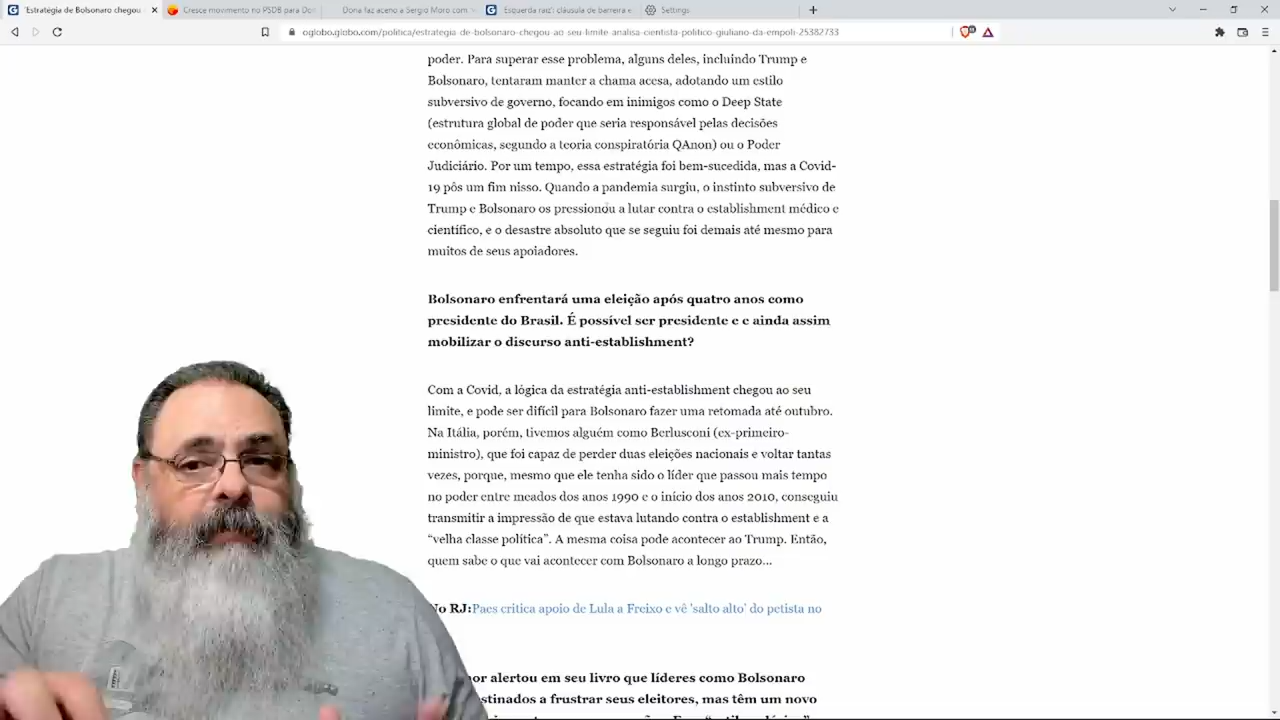 'Estratégia de Bolsonaro chegou
Cresce movimento no PSDB para Dor
Doria faz aceno a Sergio Moro com
'Esquerda raiz': cláusula de barreira e
Settings
oglobo.globo.com/politica/estrategia-de-bolsonaro-chegou-ao-seu-limite-analisa-cientista-politico-giuliano-da-empoli-25382733
poder. Para superar esse problema, alguns deles, incluindo Trump e
Bolsonaro, tentaram manter a chama acesa, adotando um estilo
subversivo de governo, focando em inimigos como o Deep State
(estrutura global de poder que seria responsável pelas decisões
econômicas, segundo a teoria conspiratória QAnon) ou o Poder
Judiciário. Por um tempo, essa estratégia foi bem-sucedida, mas a Covid-
19 pôs um fim nisso. Quando a pandemia surgiu, o instinto subversivo de
Trump e Bolsonaro os pressionou a lutar contra o establishment médico e
científico, e o desastre absoluto que se seguiu foi demais até mesmo para
muitos de seus apoiadores.
Bolsonaro enfrentará uma eleição após quatro anos como
presidente do Brasil. É possível ser presidente e e ainda assim
mobilizar o discurso anti-establishment?
Com a Covid, a lógica da estratégia anti-establishment chegou ao seu
limite, e pode ser difícil para Bolsonaro fazer uma retomada até outubro.
Na Itália, porém, tivemos alguém como Berlusconi (ex-primeiro-
ministro), que foi capaz de perder duas eleições nacionais e voltar tantas
vezes, porque, mesmo que ele tenha sido o líder que passou mais tempo
no poder entre meados dos anos 1990 e o início dos anos 2010, conseguiu
transmitir a impressão de que estava lutando contra o establishment e a
“velha classe política”. A mesma coisa pode acontecer ao Trump. Então,
quem sabe o que vai acontecer com Bolsonaro a longo prazo...
No RJ:Paes critica apoio de Lula a Freixo e vê 'salto alto' do petista no
alertou em seu livro que líderes como Bolsonaro
a frustrar seus eleitores, mas têm um novo